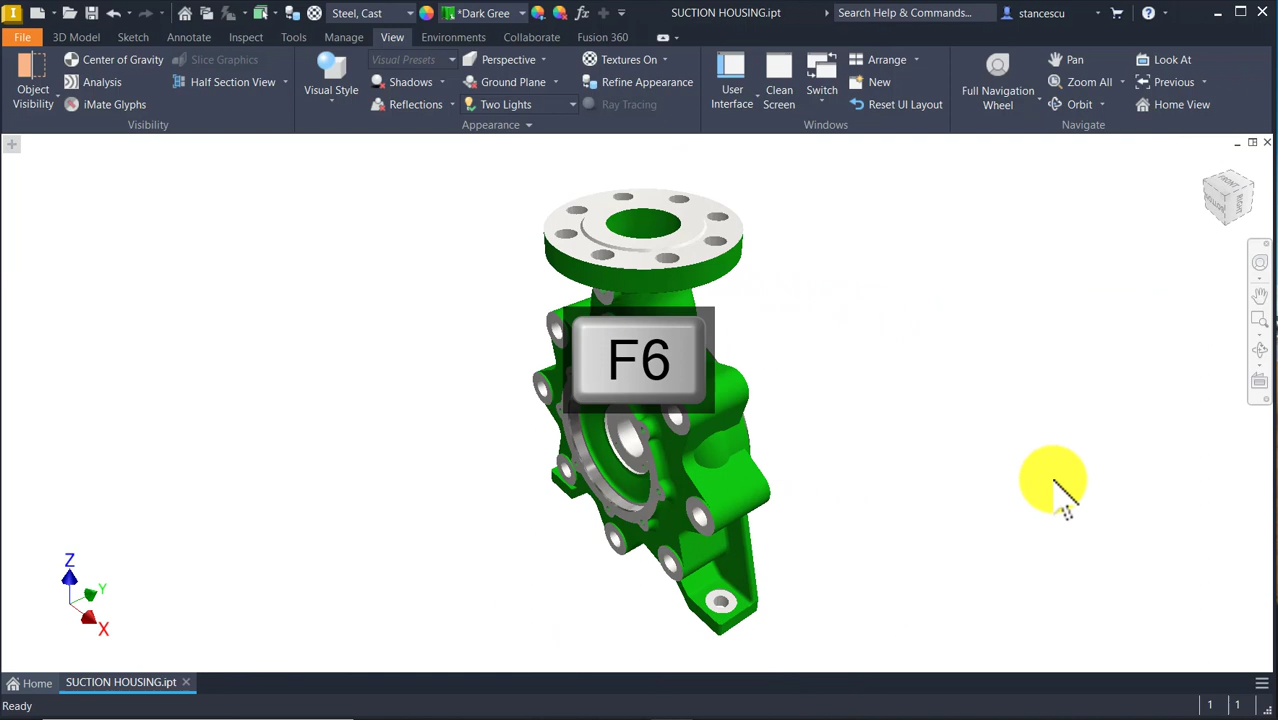 I
Steel, Cast
*Dark Gree
fx
SUCTION HOUSING.ipt
Search Help & Commands...
stancescu
?
File
3D Model
Sketch
Annotate
Inspect
Tools
Manage
View
Environments
Collaborate
Fusion 360
Object
Visibility
Center of Gravity
Analysis
iMate Glyphs
Slice Graphics
Half Section View
Visibility
Visual Style
Visual Presets
Shadows
Reflections
Perspective
Ground Plane
Two Lights
Textures On
Refine Appearance
Ray Tracing
Appearance
User
Interface
Clean
Screen
Switch
Arrange
New
Reset UI Layout
Windows
Full Navigation
Wheel
Pan
Zoom All
Orbit
Look At
Previous
Home View
Navigate
FRONT
BOTTOM
RIGHT
F6
Z
Y
X
Home
SUCTION HOUSING.ipt
Ready
1
1